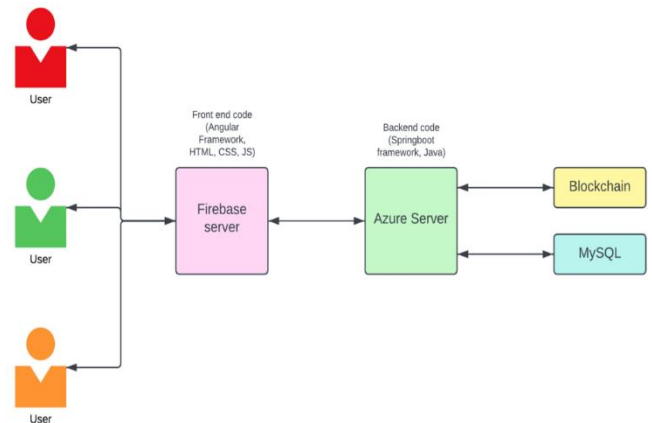 User
User
User
Front end code
(Angular
Framework,
HTML, CSS, JS)
Firebase
server
Backend code
(Springboot
framework, Java)
Azure Server
Blockchain
MySQL